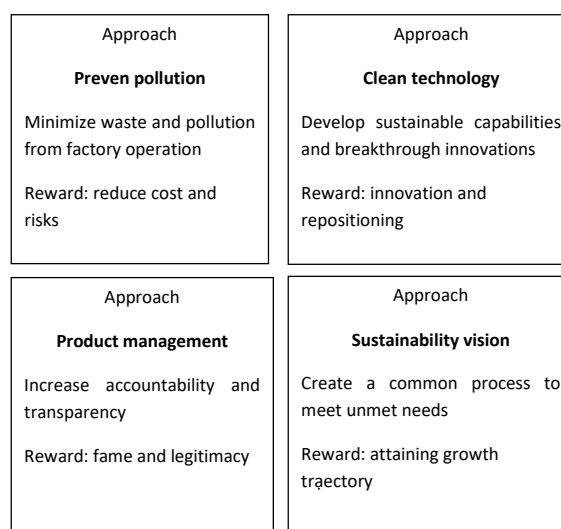 Approach
Preven pollution
Minimize waste and pollution
from factory operation
Reward: reduce cost and
risks
Approach
Clean technology
Develop sustainable capabilities
and breakthrough innovations
Reward: innovation and
repositioning
Approach
Product management
Increase accountability and
transparency
Reward: fame and legitimacy
Approach
Sustainability vision
Create a common process to
meet unmet needs
Reward: attaining growth
trạectory